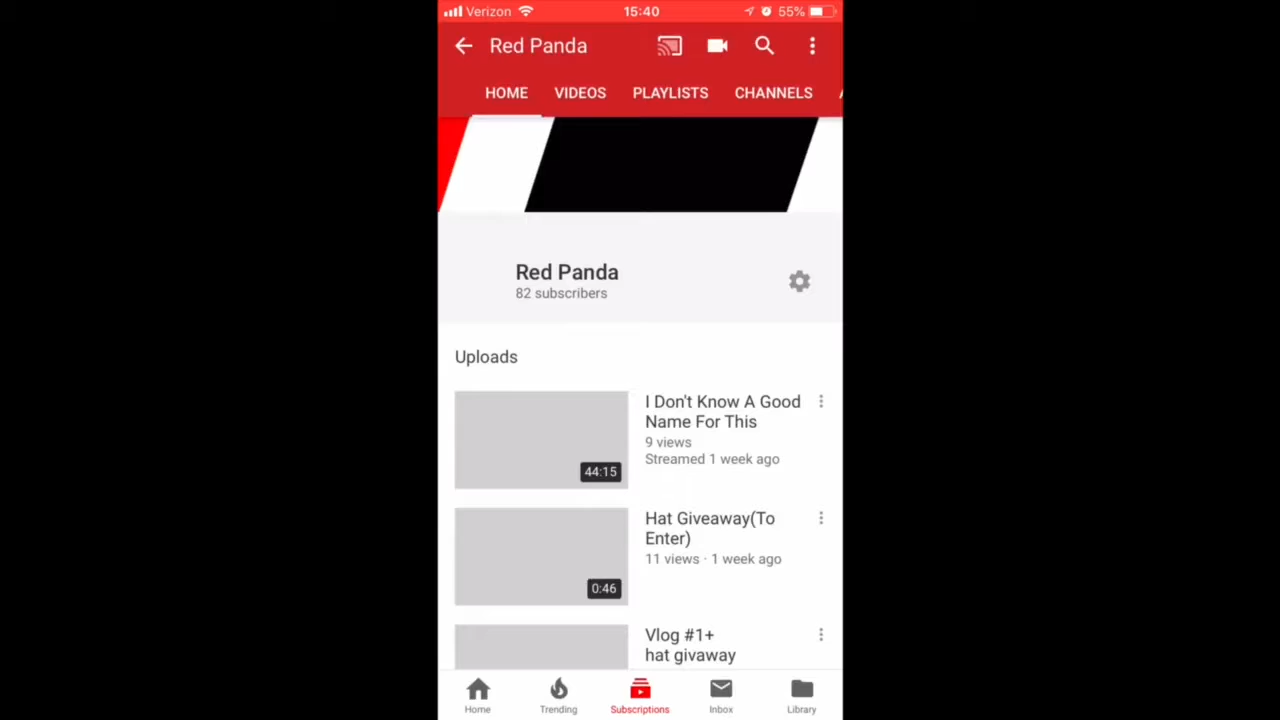 Verizon 15:40 55%
Red Panda
HOME VIDEOS PLAYLISTS CHANNELS
Red Panda
82 subscribers
Uploads
I Don't Know A Good
Name For This
9 views
Streamed 1 week ago
44:15
Hat Giveaway(To
Enter)
11 views · 1 week ago
0:46
Vlog #1+
hat givaway
Home Trending Subscriptions Inbox Library